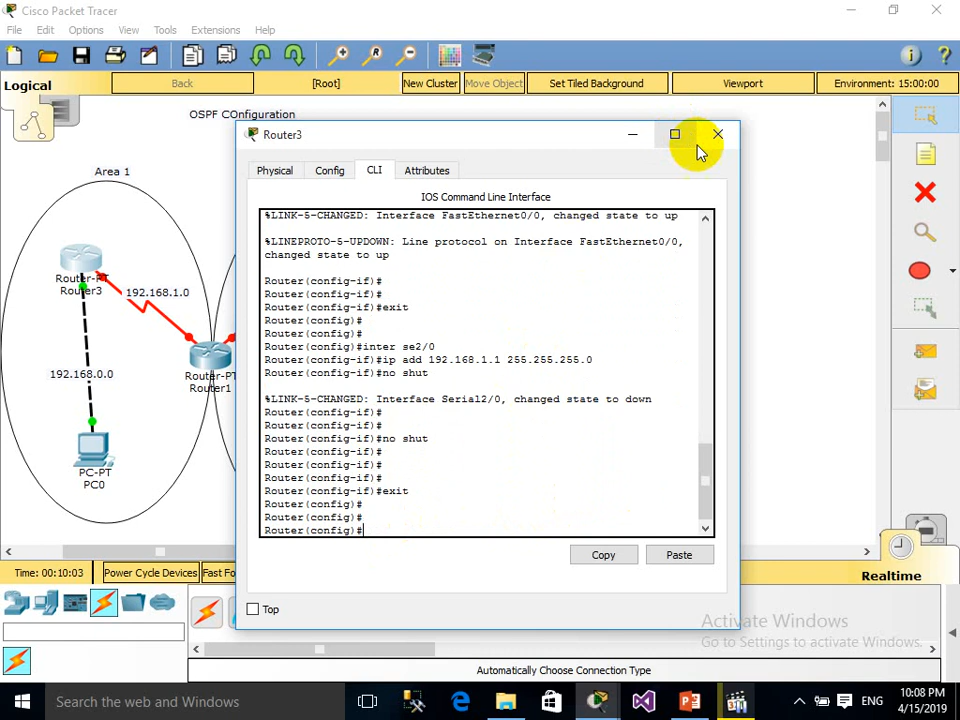 Cisco Packet Tracer
File Edit Options View Tools Extensions Help
Logical
Back
[Root]
New Cluster
Move Object
Set Tiled Background
Viewport
Environment: 15:00:00
OSPF COnfiguration
Area 1
Router3
192.168.1.0
192.168.0.0
Router1
PC-PT
PC0
Router3
Physical Config CLI Attributes
IOS Command Line Interface
%LINK-5-CHANGED: Interface FastEthernet0/0, changed state to up
%LINEPROTO-5-UPDOWN: Line protocol on Interface FastEthernet0/0,
changed state to up
Router(config-if)#
Router(config-if)#
Router(config-if)#exit
Router(config)#
Router(config)#
Router(config)#inter se2/0
Router(config-if)#ip add 192.168.1.1 255.255.255.0
Router(config-if)#no shut
%LINK-5-CHANGED: Interface Serial2/0, changed state to down
Router(config-if)#
Router(config-if)#
Router(config-if)#no shut
Router(config-if)#
Router(config-if)#
Router(config-if)#
Router(config-if)#exit
Router(config)#
Router(config)#
Router(config)#
Copy
Paste
Top
Time: 00:10:03
Power Cycle Devices
Fast Fo
Realtime
Activate Windows
Go to Settings to activate Windows.
Automatically Choose Connection Type
Search the web and Windows
ENG
10:08 PM
4/15/2019